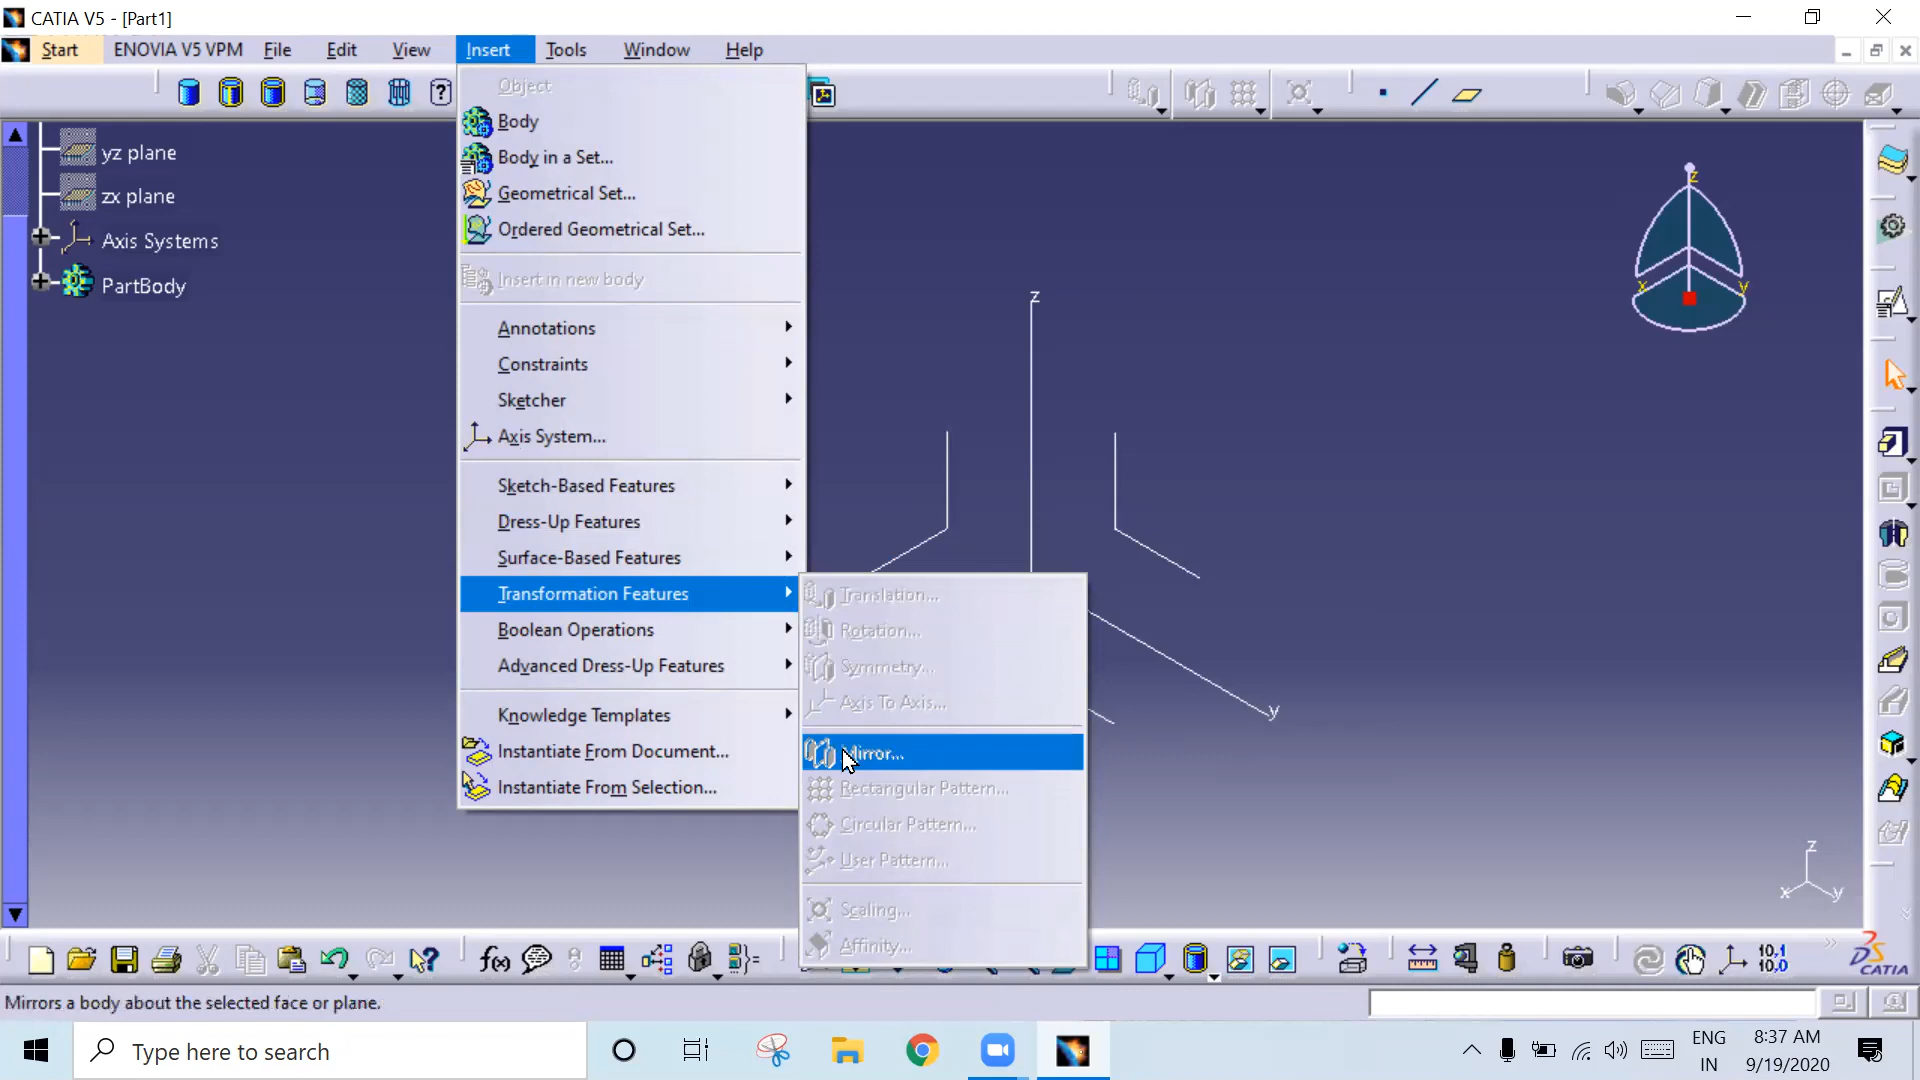 CATIA V5 - [Part1]
Start ENOVIA V5 VPM File Edit View Insert Tools Window Help
Object
Body
Body in a Set...
Geometrical Set...
Ordered Geometrical Set...
Insert in new body
Annotations
Constraints
Sketcher
Axis System...
Sketch-Based Features
Dress-Up Features
Surface-Based Features
Transformation Features
Boolean Operations
Advanced Dress-Up Features
Knowledge Templates
Instantiate From Document...
Instantiate From Selection...
Translation...
Rotation...
Symmetry...
Axis To Axis...
Mirror...
Rectangular Pattern...
Circular Pattern...
User Pattern...
Scaling...
Affinity...
yz plane
zx plane
Axis Systems
PartBody
z
y
z
x y
z
x y
f(x)
10,1
10,0
CATIA
Mirrors a body about the selected face or plane.
Type here to search
ENG
IN
8:37 AM
9/19/2020